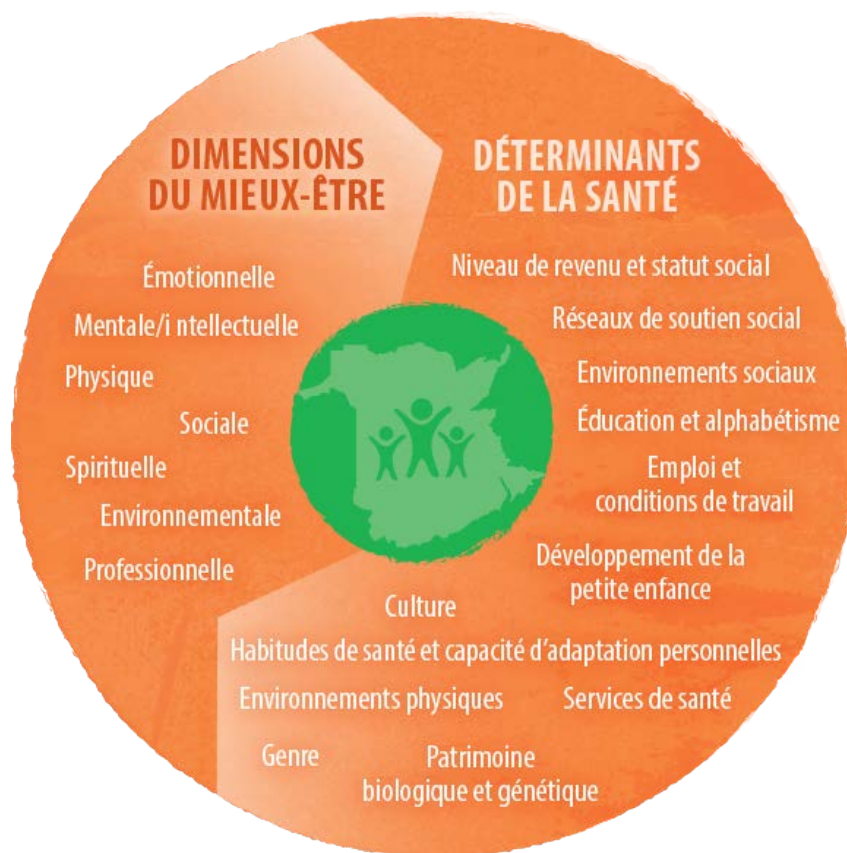 DIMENSIONS
DU MIEUX-ÊTRE
Émotionnelle
Mentale/i ntellectuelle
Physique
Sociale
Spirituelle
Environnementale
Professionnelle
DÉTERMINANTS
DE LA SANTÉ
Niveau de revenu et statut social
Réseaux de soutien social
Environnements sociaux
Éducation et alphabétisme
Emploi et
conditions de travail
Développement de la
petite enfance
Culture
Habitudes de santé et capacité d’adaptation personnelles
Environnements physiques
Services de santé
Genre
Patrimoine
biologique et génétique